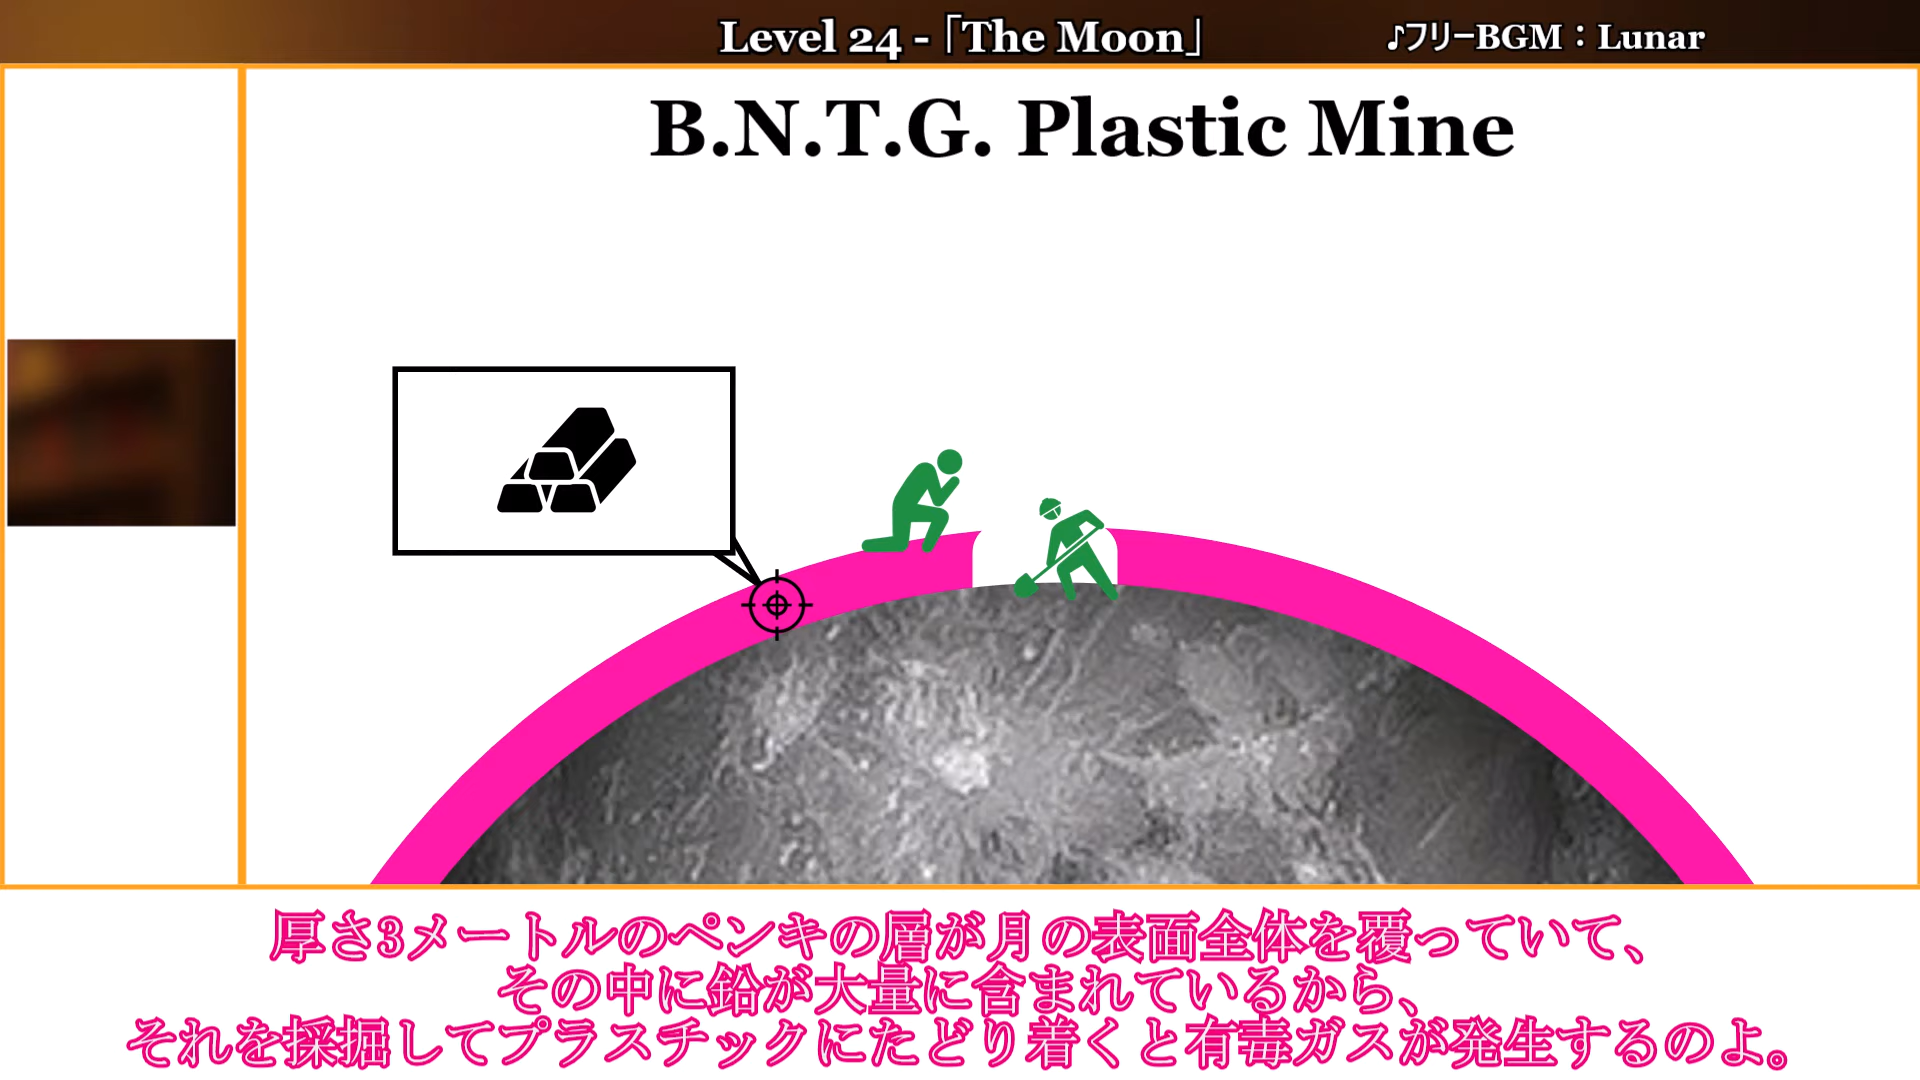 Level 24 -「The Moon」
♪フリーBGM：Lunar
B.N.T.G. Plastic Mine
厚さ3メートルのペンキの層が月の表面全体を覆っていて、
その中に鉛が大量に含まれているから、
それを採掘してプラスチックにたどり着くと有毒ガスが発生するのよ。